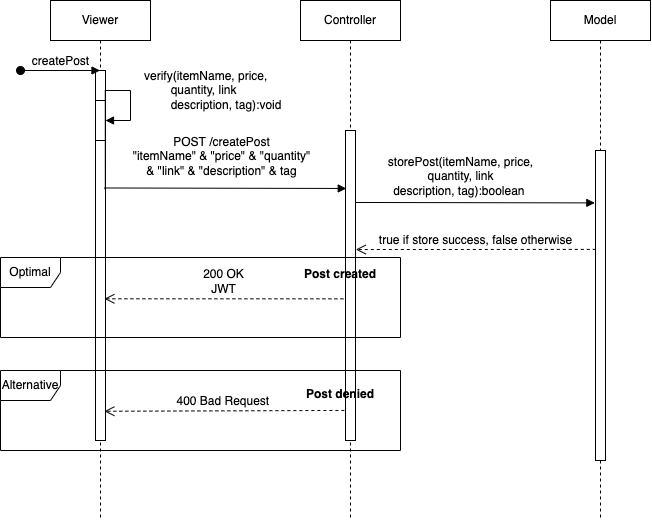 Viewer
Controller
Model
createPost
verify(itemName, price,
quantity, link
description, tag):void
POST /createPost
"itemName" & "price" & "quantity"
& "link" & "description" & tag
storePost(itemName, price,
quantity, link
description, tag):boolean
true if store success, false otherwise
Optimal
200 OK
JWT
Post created
Alternative
400 Bad Request
Post denied